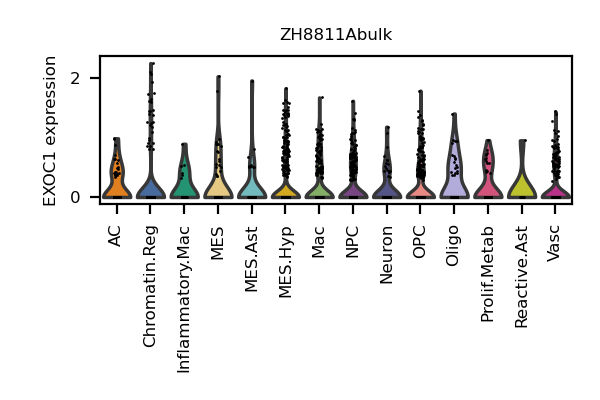 ZH8811Abulk
EXOC1 expression
2
0
AC
Chromatin.Reg
Inflammatory.Mac
MES
MES.Ast
MES.Hyp
Mac
NPC
Neuron
OPC
Oligo
Prolif.Metab
Reactive.Ast
Vasc